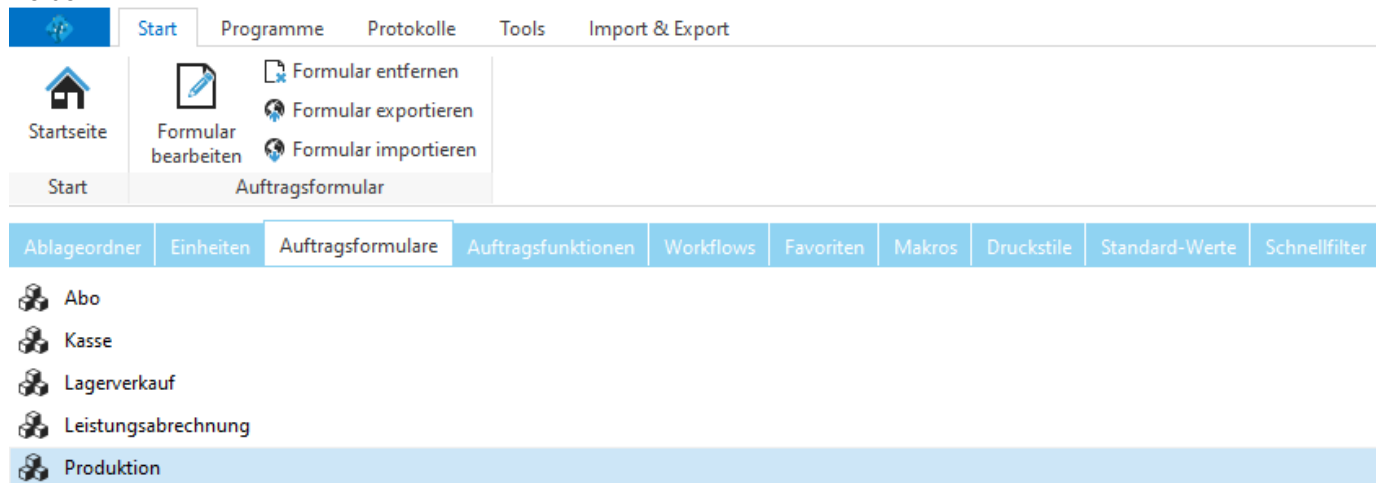 Start Programme Protokolle Tools Import & Export
Formular entfernen
Formular exportieren
Startseite Formular bearbeiten
Formular importieren
Start Auftragsformular
Ablageordner Einheiten Auftragsformulare Auftragsfunktionen Workflows Favoriten Makros Druckstile Standard-Werte Schnellfilter
Abo
Kasse
Lagerverkauf
Leistungsabrechnung
Produktion